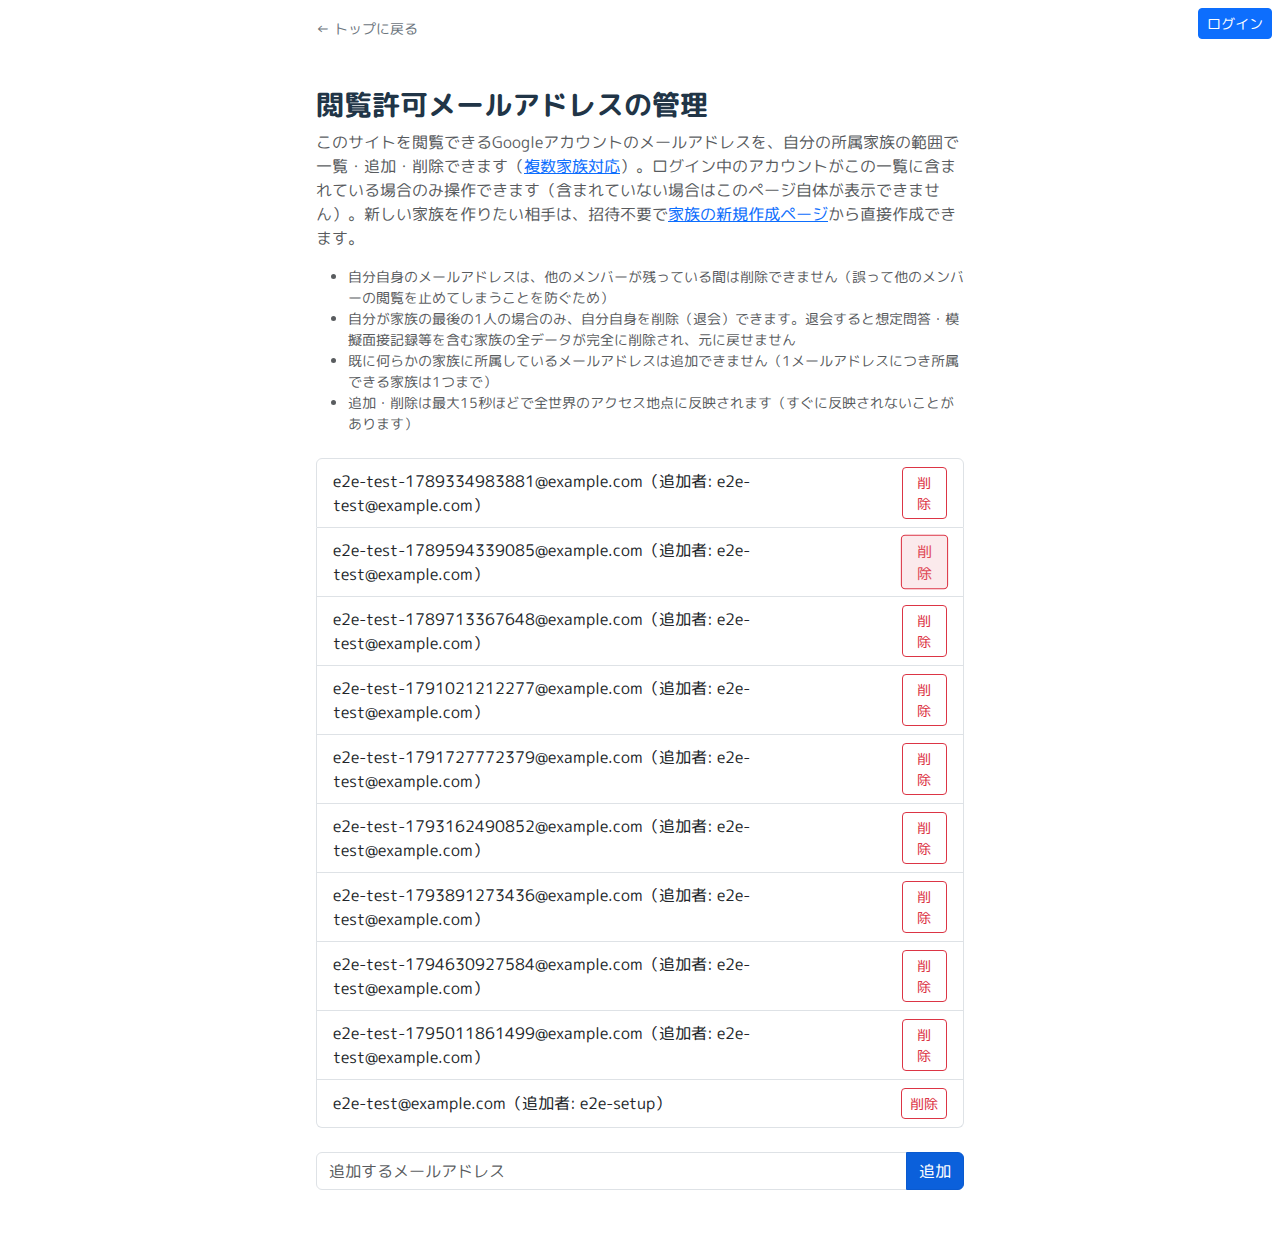 ← トップに戻る
ログイン
閲覧許可メールアドレスの管理
このサイトを閲覧できるGoogleアカウントのメールアドレスを、自分の所属家族の範囲で
一覧・追加・削除できます（複数家族対応）。ログイン中のアカウントがこの一覧に含ま
れている場合のみ操作できます（含まれていない場合はこのページ自体が表示できませ
ん）。新しい家族を作りたい相手は、招待不要で家族の新規作成ページから直接作成でき
ます。
• 自分自身のメールアドレスは、他のメンバーが残っている間は削除できません（誤って他のメンバ
ーの閲覧を止めてしまうことを防ぐため）
• 自分が家族の最後の1人の場合のみ、自分自身を削除（退会）できます。退会すると想定問答・模
擬面接記録等を含む家族の全データが完全に削除され、元に戻せません
• 既に何らかの家族に所属しているメールアドレスは追加できません（1メールアドレスにつき所属
できる家族は1つまで）
• 追加・削除は最大15秒ほどで全世界のアクセス地点に反映されます（すぐに反映されないことが
あります）
e2e-test-1789334983881@example.com（追加者: e2e-
test@example.com）
削
除
e2e-test-1789594339085@example.com（追加者: e2e-
test@example.com）
削
除
e2e-test-1789713367648@example.com（追加者: e2e-
test@example.com）
削
除
e2e-test-1791021212277@example.com（追加者: e2e-
test@example.com）
削
除
e2e-test-1791727772379@example.com（追加者: e2e-
test@example.com）
削
除
e2e-test-1793162490852@example.com（追加者: e2e-
test@example.com）
削
除
e2e-test-1793891273436@example.com（追加者: e2e-
test@example.com）
削
除
e2e-test-1794630927584@example.com（追加者: e2e-
test@example.com）
削
除
e2e-test-1795011861499@example.com（追加者: e2e-
test@example.com）
削
除
e2e-test@example.com（追加者: e2e-setup）
削除
追加するメールアドレス
追加